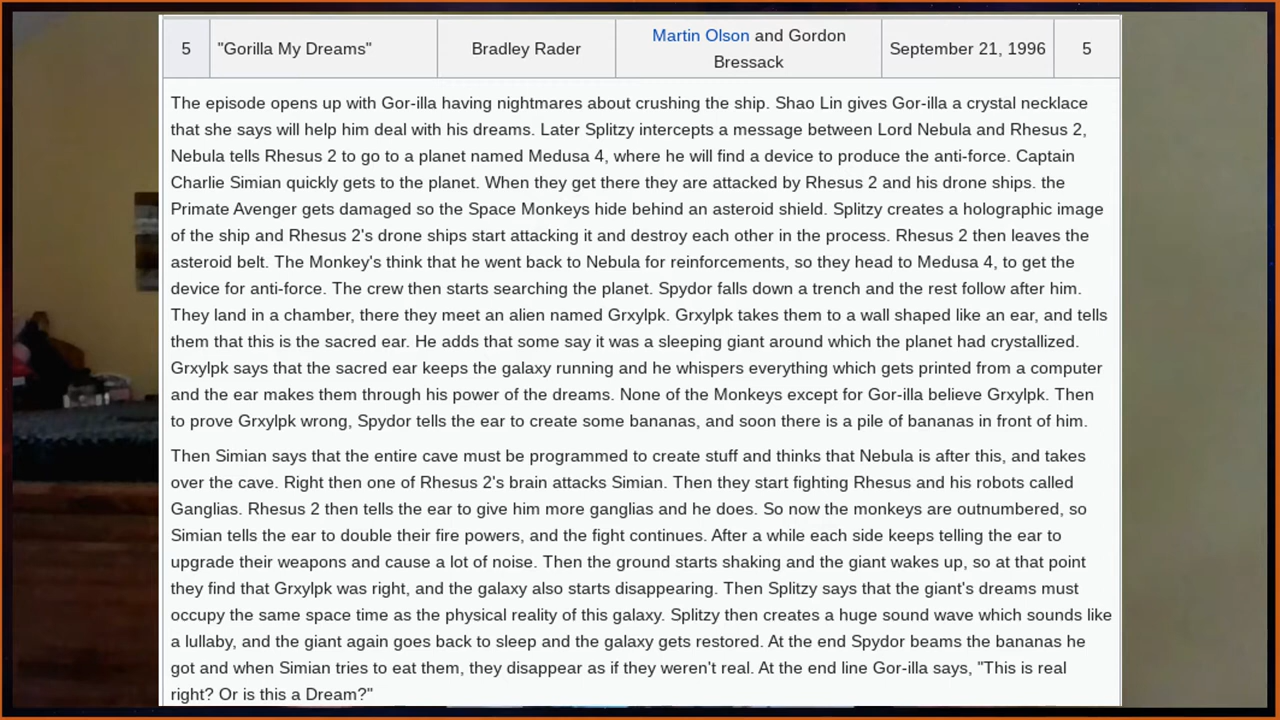 5 "Gorilla My Dreams" Bradley Rader Martin Olson and Gordon Bressack September 21, 1996 5
The episode opens up with Gor-illa having nightmares about crushing the ship. Shao Lin gives Gor-illa a crystal necklace
that she says will help him deal with his dreams. Later Splitzy intercepts a message between Lord Nebula and Rhesus 2,
Nebula tells Rhesus 2 to go to a planet named Medusa 4, where he will find a device to produce the anti-force. Captain
Charlie Simian quickly gets to the planet. When they get there they are attacked by Rhesus 2 and his drone ships. the
Primate Avenger gets damaged so the Space Monkeys hide behind an asteroid shield. Splitzy creates a holographic image
of the ship and Rhesus 2's drone ships start attacking it and destroy each other in the process. Rhesus 2 then leaves the
asteroid belt. The Monkey's think that he went back to Nebula for reinforcements, so they head to Medusa 4, to get the
device for anti-force. The crew then starts searching the planet. Spydor falls down a trench and the rest follow after him.
They land in a chamber, there they meet an alien named Grxylpk. Grxylpk takes them to a wall shaped like an ear, and tells
them that this is the sacred ear. He adds that some say it was a sleeping giant around which the planet had crystallized.
Grxylpk says that the sacred ear keeps the galaxy running and he whispers everything which gets printed from a computer
and the ear makes them through his power of the dreams. None of the Monkeys except for Gor-illa believe Grxylpk. Then
to prove Grxylpk wrong, Spydor tells the ear to create some bananas, and soon there is a pile of bananas in front of him.
Then Simian says that the entire cave must be programmed to create stuff and thinks that Nebula is after this, and takes
over the cave. Right then one of Rhesus 2's brain attacks Simian. Then they start fighting Rhesus and his robots called
Ganglias. Rhesus 2 then tells the ear to give him more ganglias and he does. So now the monkeys are outnumbered, so
Simian tells the ear to double their fire powers, and the fight continues. After a while each side keeps telling the ear to
upgrade their weapons and cause a lot of noise. Then the ground starts shaking and the giant wakes up, so at that point
they find that Grxylpk was right, and the galaxy also starts disappearing. Then Splitzy says that the giant's dreams must
occupy the same space time as the physical reality of this galaxy. Splitzy then creates a huge sound wave which sounds like
a lullaby, and the giant again goes back to sleep and the galaxy gets restored. At the end Spydor beams the bananas he
got and when Simian tries to eat them, they disappear as if they weren't real. At the end line Gor-illa says, "This is real
right? Or is this a Dream?"